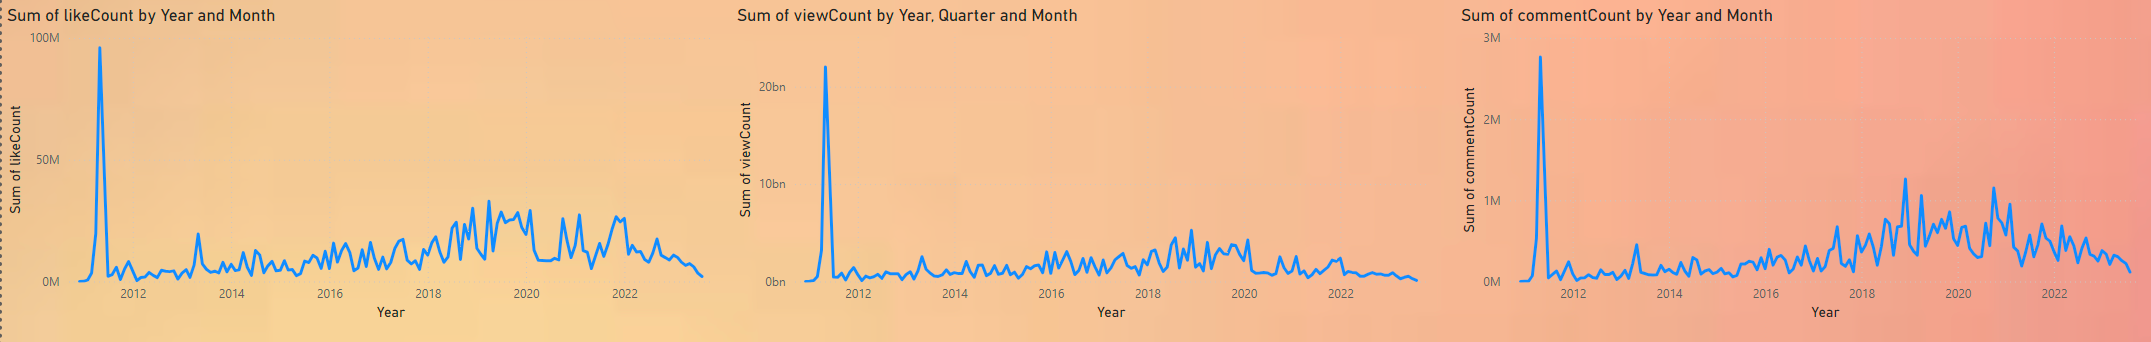 Sum of likeCount by Year and Month
100M
50M
0M
Sum of likeCount
2012 2014 2016 2018 2020 2022
Year
Sum of viewCount by Year, Quarter and Month
20bn
10bn
0bn
Sum of viewCount
2012 2014 2016 2018 2020 2022
Year
Sum of commentCount by Year and Month
3M
2M
1M
0M
Sum of commentCount
2012 2014 2016 2018 2020 2022
Year